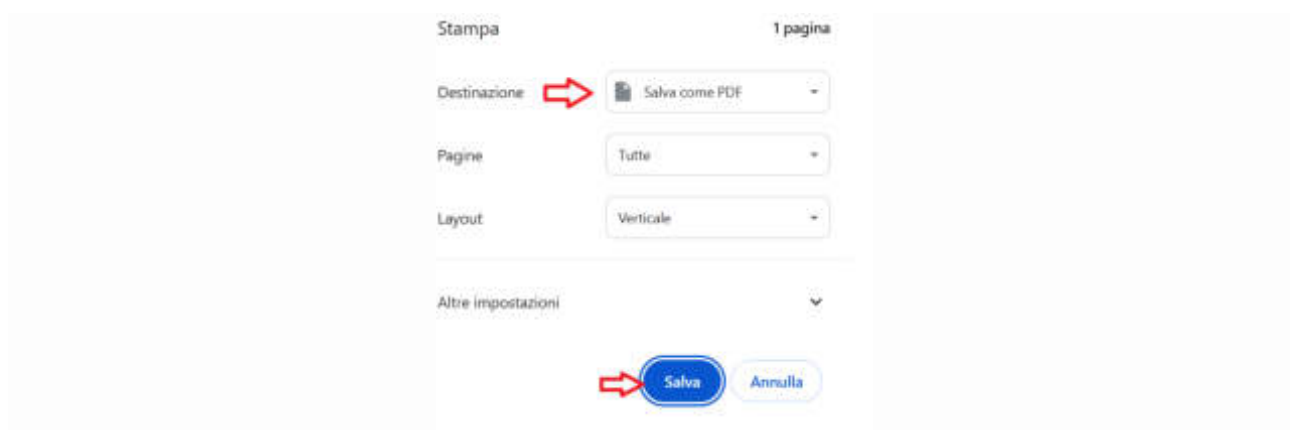 Stampa 1 pagina
Destinazione Salva come PDF
Pagine Tutte
Layout Verticale
Altre impostazioni
Salva Annulla